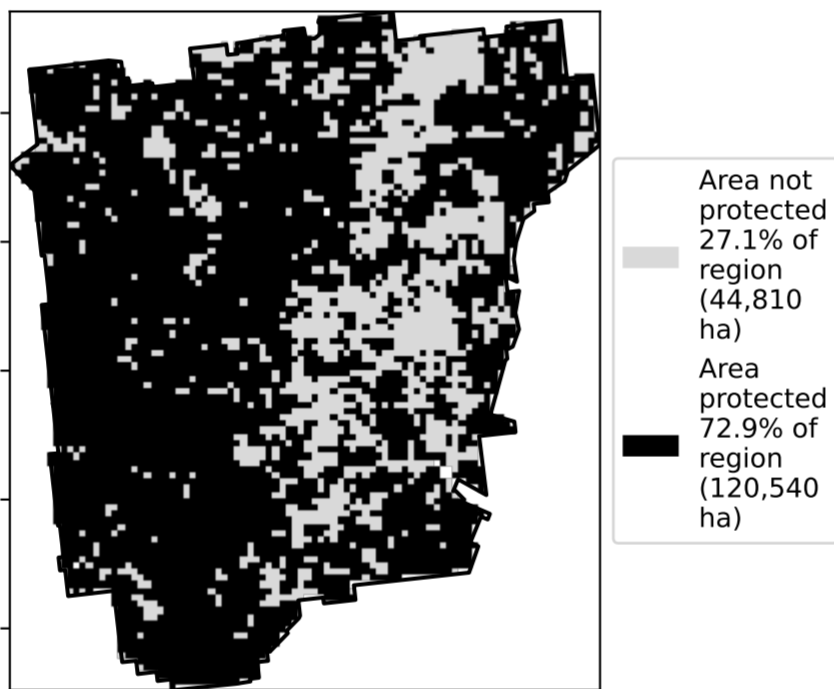 Area not
protected
27.1% of
region
(44,810
ha)
Area
protected
72.9% of
region
(120,540
ha)